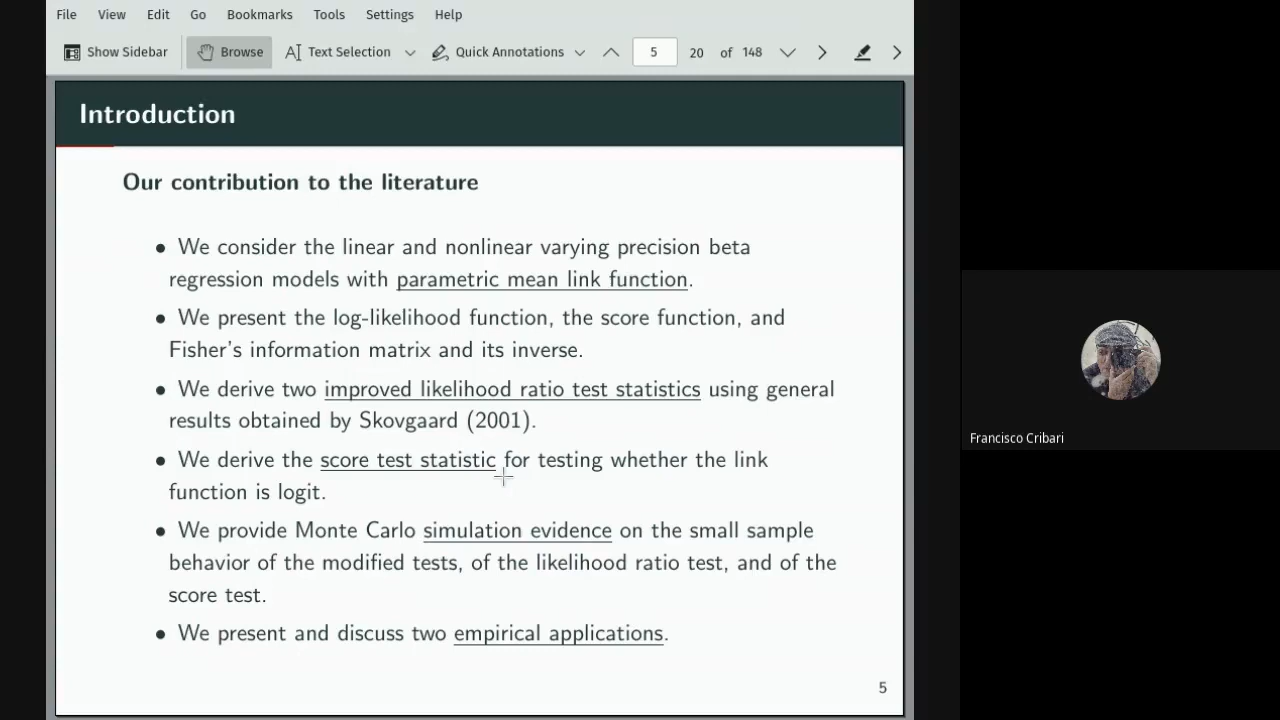 File View Edit Go Bookmarks Tools Settings Help
Show Sidebar Browse Text Selection Quick Annotations 5 20 of 148
Introduction
Our contribution to the literature
• We consider the linear and nonlinear varying precision beta
regression models with parametric mean link function.
• We present the log-likelihood function, the score function, and
Fisher's information matrix and its inverse.
• We derive two improved likelihood ratio test statistics using general
results obtained by Skovgaard (2001).
• We derive the score test statistic for testing whether the link
function is logit.
• We provide Monte Carlo simulation evidence on the small sample
behavior of the modified tests, of the likelihood ratio test, and of the
score test.
• We present and discuss two empirical applications.
5
Francisco Cribari